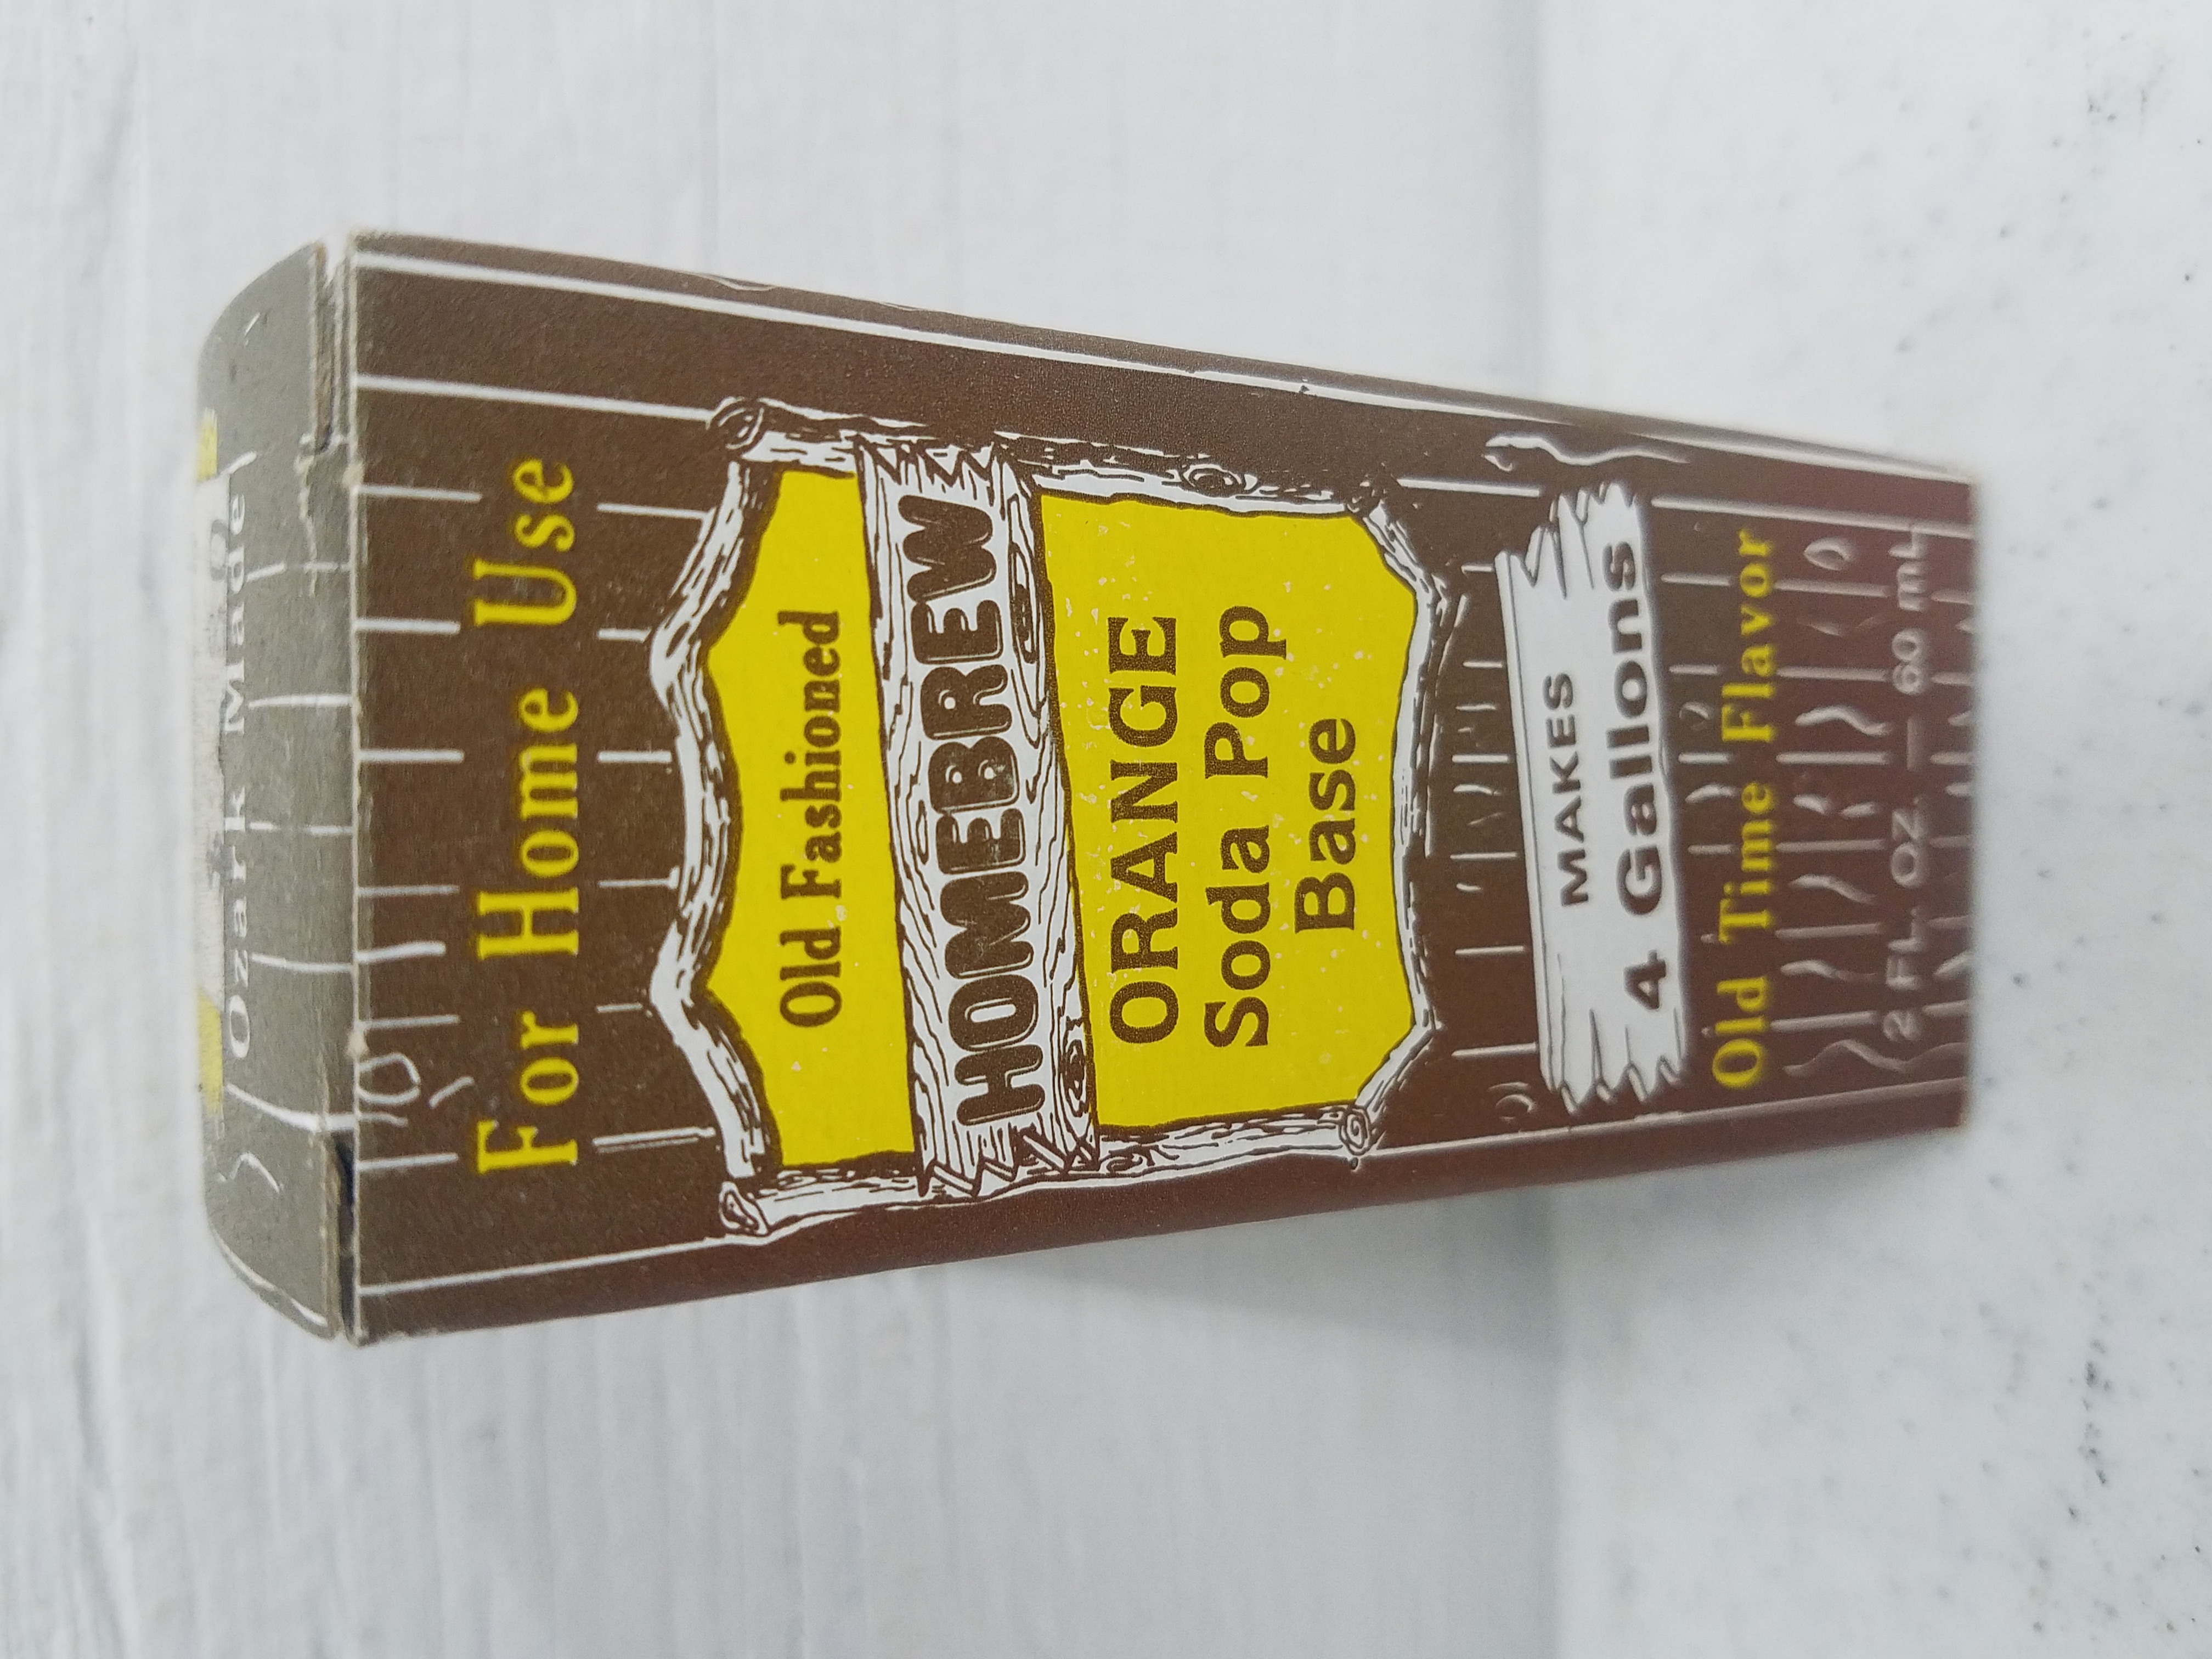 Ozark Made
For Home Use
Old Fashioned
HOMEBREW
ORANGE
Soda Pop
Base
MAKES
4 Gallons
Old Time Flavor
2 FL. OZ. — 60 mL